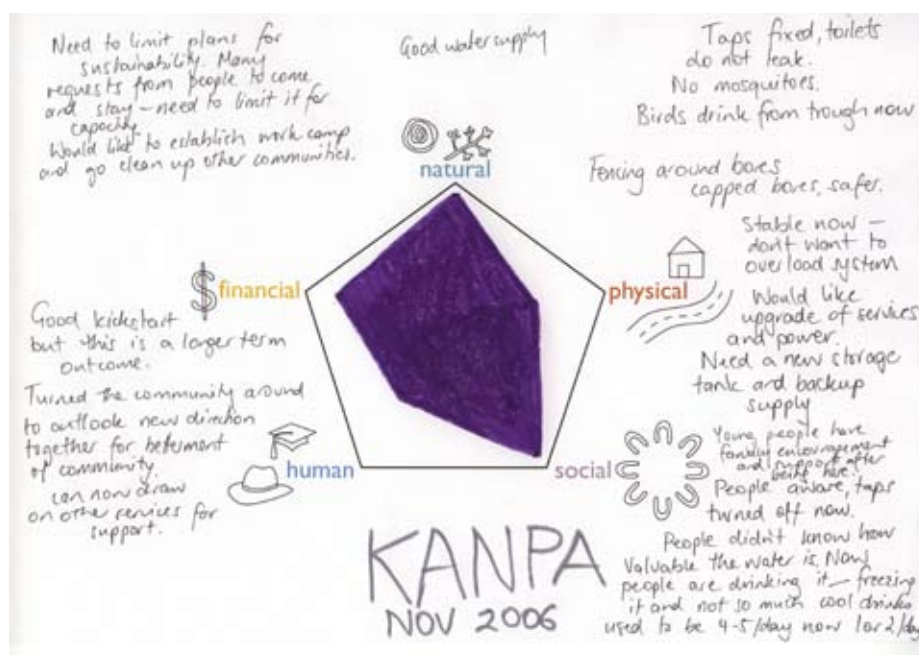 Need to limit plans for
sustainability. Many
requests from people to come
and stay – need to limit it for
capacity.
Would like to establish work camp
and go clean up other communities.
Good water supply
Taps fixed, toilets
do not leak.
No mosquitoes.
Birds drink from trough now
natural
Fencing around bores
capped bores, safer.
Stable now –
don't want to
overload system
Would like
upgrade of services
and power.
Need a new storage
tank and backup
supply
$ financial
physical
Good kickstart
but this is a longer term
outcome.
Turned the community around
to outlook new direction
together for betterment
of community.
can now draw
on other services for
support.
human
social
Young people have
family encouragement
and support after
being here.
People aware, taps
turned off now.
People didn't know how
valuable the water is. Now
people are drinking it – freezing
it and not so much cool drinks
used to be 4-5/day now 1 or 2/day
KANPA
NOV 2006